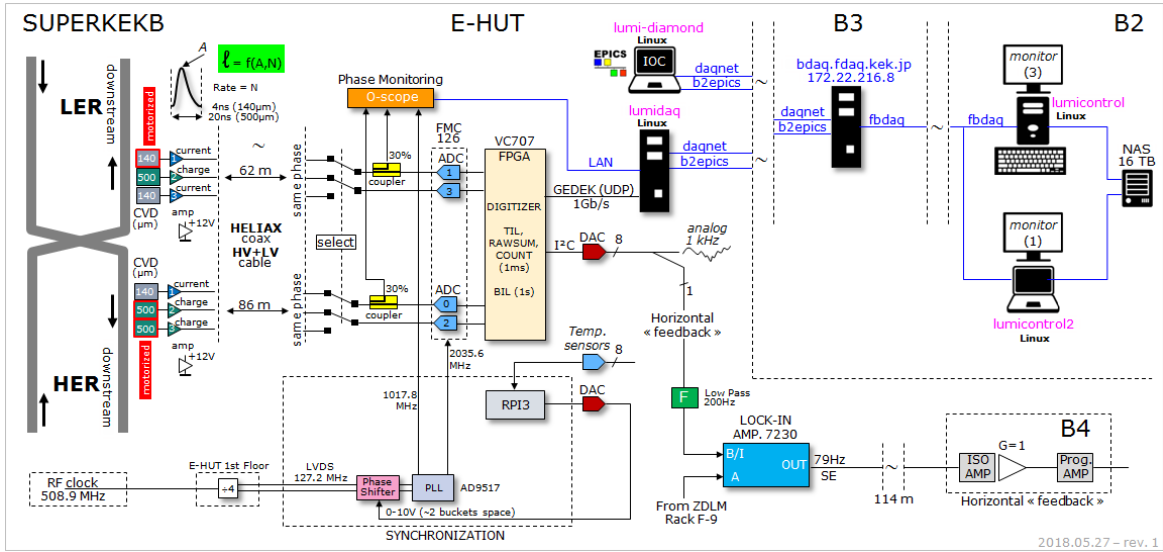 SUPERKEKB
E-HUT
B3
B2
LER
downstream
motorized
A
ℓ = f(A,N)
Rate = N
4ns (140µm)
20ns (500µm)
~
140
1
current
500
2
charge
140
3
current
CVD
(µm)
amp
+12V
62 m
HELIAX
coax
HV+LV
cable
CVD
(µm)
140
1
current
500
2
charge
500
3
charge
amp
+12V
86 m
motorized
HER
downstream
same phase
select
same phase
Phase Monitoring
O-scope
30%
coupler
30%
coupler
FMC
126
ADC
1
3
ADC
0
2
VC707
FPGA
DIGITIZER
TIL,
RAWSUM,
COUNT
(1ms)
BIL (1s)
LAN
GEDEK (UDP)
1Gb/s
I²C
DAC
8
analog
1 kHz
1
Horizontal
« feedback »
EPICS
lumi-diamond
Linux
IOC
daqnet
b2epics
~
lumidaq
Linux
daqnet
b2epics
~
bdaq.fdaq.kek.jp
172.22.216.8
daqnet
b2epics
fbdaq
~
fbdaq
monitor
(3)
lumicontrol
Linux
NAS
16 TB
monitor
(1)
lumicontrol2
Linux
2035.6
MHz
1017.8
MHz
Temp.
sensors
8
RPI3
DAC
F
Low Pass
200Hz
LOCK-IN
AMP. 7230
B/I
A
OUT
79Hz
SE
From ZDLM
Rack F-9
~
114 m
B4
ISO
AMP
G=1
Prog.
AMP
Horizontal « feedback »
RF clock
508.9 MHz
E-HUT 1st Floor
÷4
LVDS
127.2 MHz
Phase
Shifter
PLL
AD9517
0-10V (~2 buckets space)
SYNCHRONIZATION
2018.05.27 – rev. 1